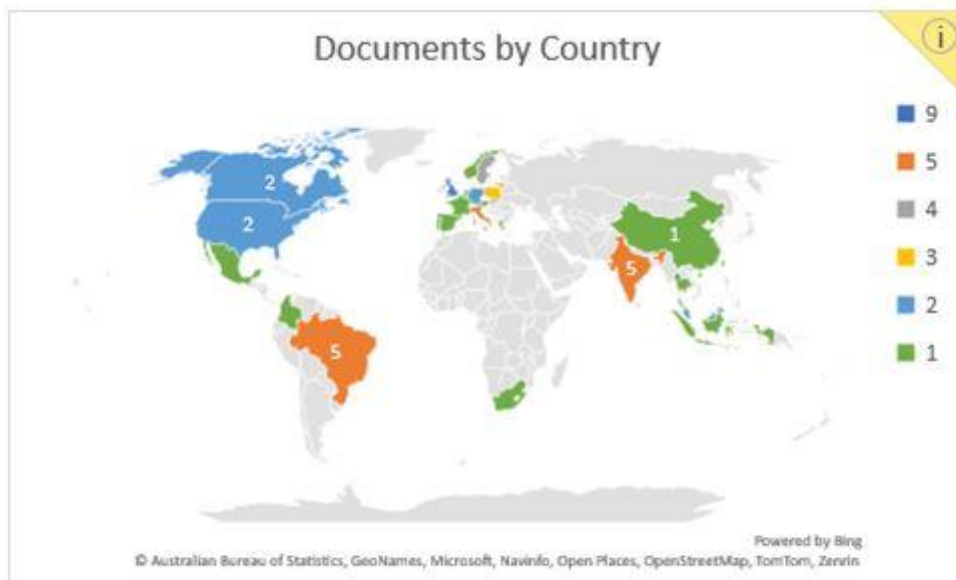 Documents by Country
i
9
5
4
3
2
1
2
2
1
5
5
Powered by Bing
© Australian Bureau of Statistics, GeoNames, Microsoft, Navinfo, Open Places, OpenStreetMap, TomTom, Zenrin